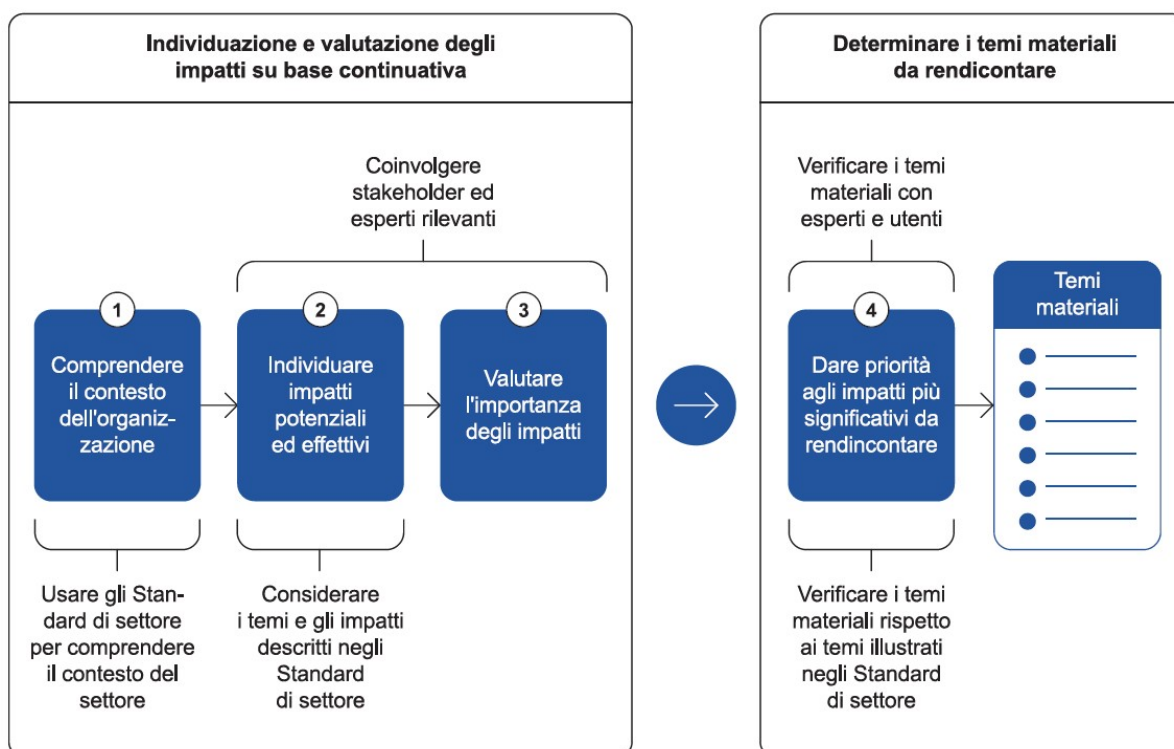 Individuazione e valutazione degli
impatti su base continuativa
Coinvolgere
stakeholder ed
esperti rilevanti
1
Comprendere
il contesto
dell'organiz-
zazione
2
Individuare
impatti
potenziali
ed effettivi
3
Valutare
l'importanza
degli impatti
Usare gli Stan-
dard di settore
per comprendere
il contesto del
settore
Considerare
i temi e gli impatti
descritti negli
Standard
di settore
Determinare i temi materiali
da rendicontare
Verificare i temi
materiali con
esperti e utenti
4
Dare priorità
agli impatti più
significativi da
rendincontare
Temi
materiali
Verificare i temi
materiali rispetto
ai temi illustrati
negli Standard
di settore